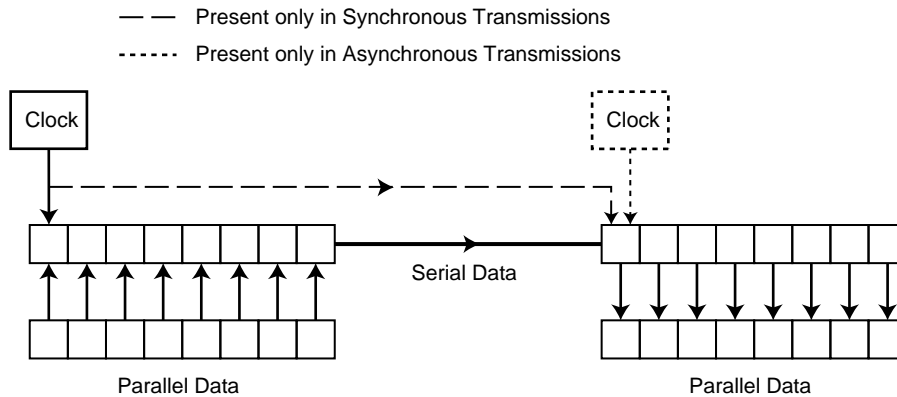 Present only in Synchronous Transmissions
Present only in Asynchronous Transmissions
Clock
Clock
Serial Data
Parallel Data
Parallel Data